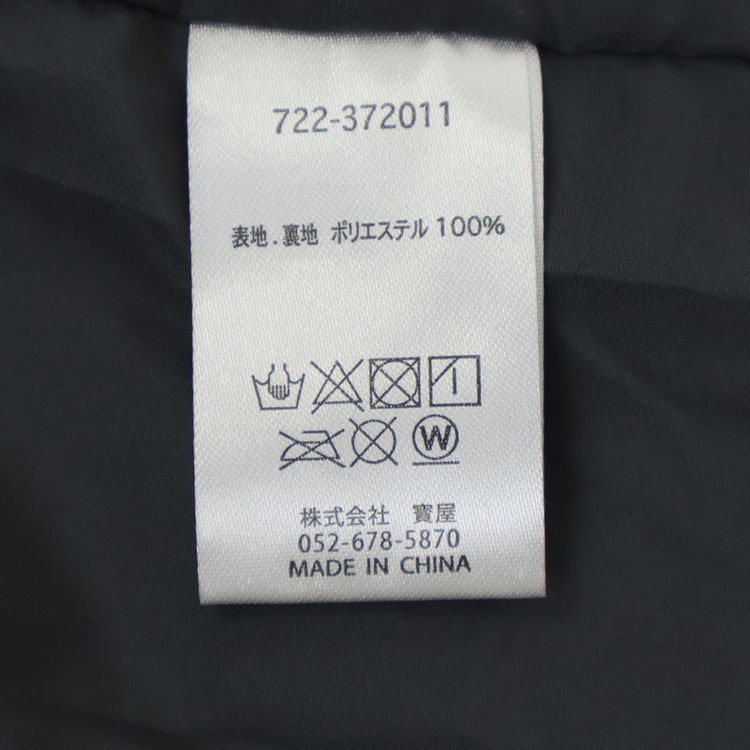 722-372011
表地.裏地 ポリエステル 100%
W
株式会社 寳屋
052-678-5870
MADE IN CHINA